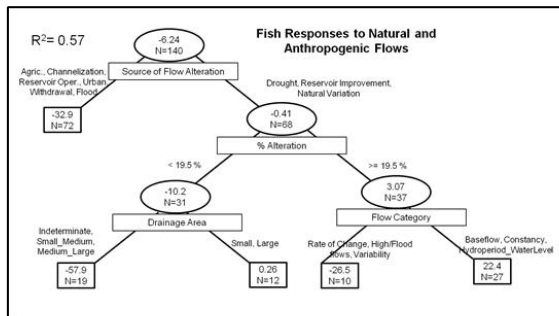 R²= 0.57
Fish Responses to Natural and
Anthropogenic Flows
-6.24
N=140
Source of Flow Alteration
Agric., Channelization,
Reservoir Oper., Urban
Withdrawal, Flood
-32.9
N=72
Drought, Reservoir Improvement,
Natural Variation
-0.41
N=68
% Alteration
< 19.5 %
>= 19.5 %
-10.2
N=31
Drainage Area
3.07
N=37
Flow Category
Indeterminate,
Small_Medium,
Medium_Large
-57.9
N=19
Small, Large
0.26
N=12
Rate of Change, High/Flood
flows, Variability
-26.5
N=10
Baseflow, Constancy,
Hydroperiod_WaterLevel
22.4
N=27